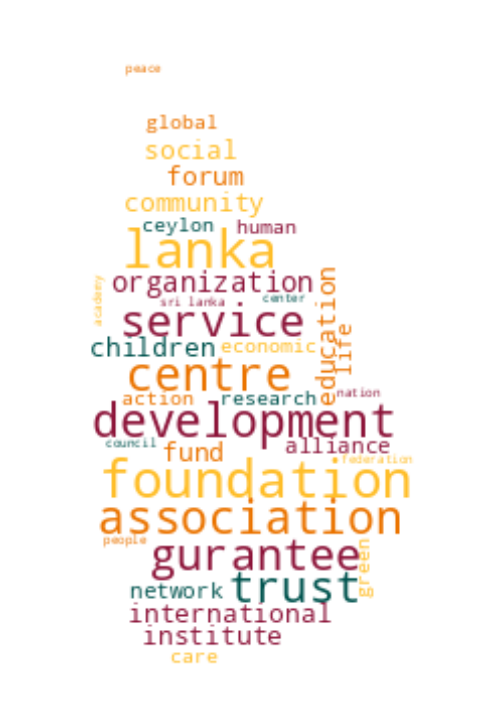 peace
global
social
forum
community
ceylon human
lanka
organization
academy
sri lanka center
education
service
life
children economic
centre
nation
action research
development
council alliance
fund
federation
foundation
association
people
gurantee
green
network trust
international
institute
care